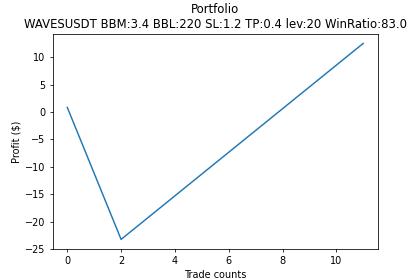 Portfolio
WAVESUSDT BBM:3.4 BBL:220 SL:1.2 TP:0.4 lev:20 WinRatio:83.0
10
5
0
−5
−10
−15
−20
−25
Profit ($)
0 2 4 6 8 10
Trade counts